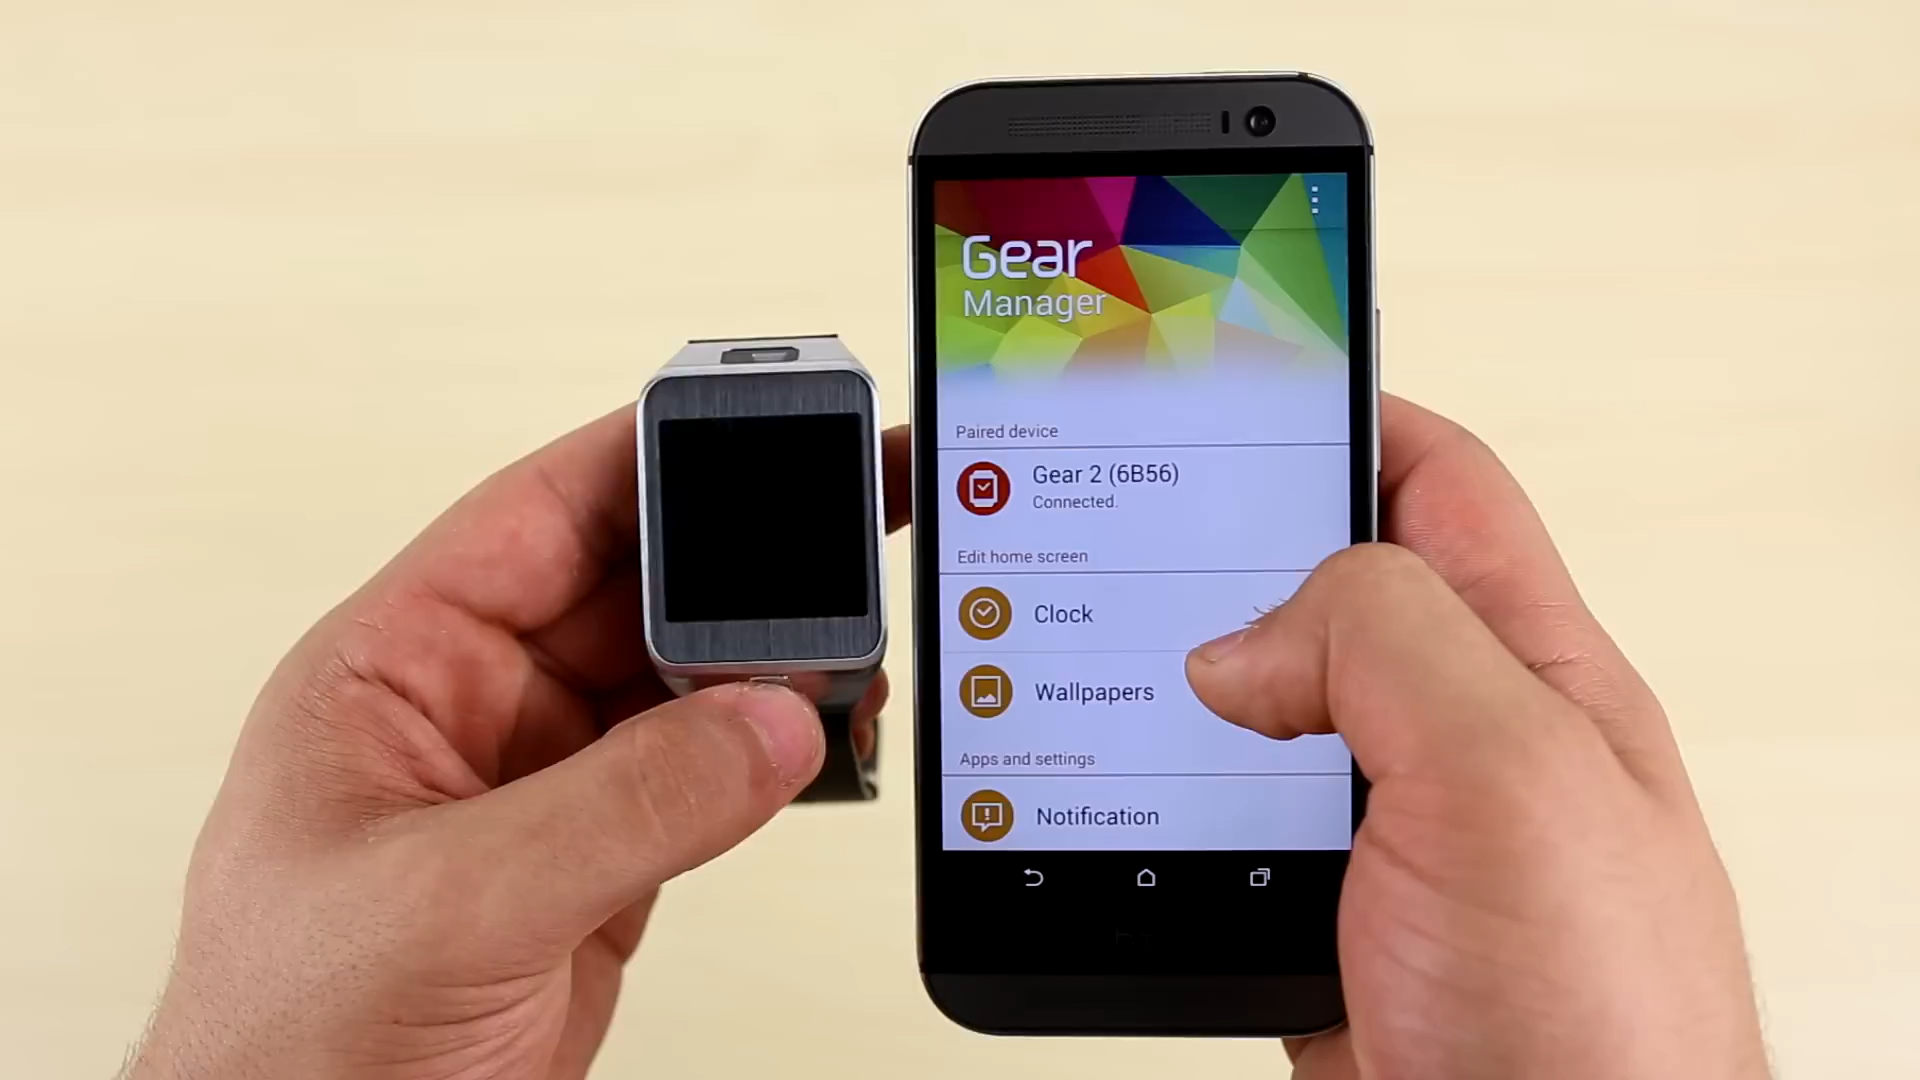 Gear
Manager
Paired device
Gear 2 (6B56)
Connected.
Edit home screen
Clock
Wallpapers
Apps and settings
Notification